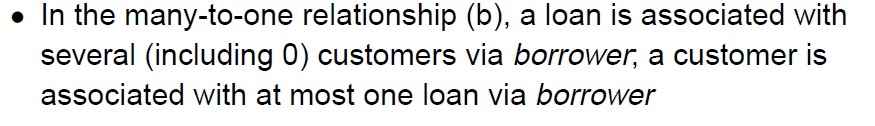 • In the many-to-one relationship (b), a loan is associated with
several (including 0) customers via borrower, a customer is
associated with at most one loan via borrower